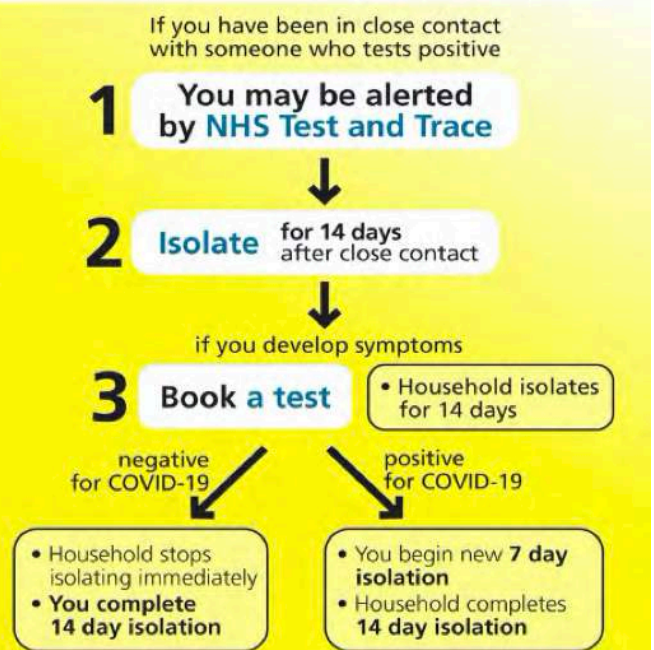 If you have been in close contact
with someone who tests positive
1
You may be alerted
by NHS Test and Trace
2
Isolate for 14 days
after close contact
if you develop symptoms
3
Book a test
• Household isolates
for 14 days
negative
for COVID-19
positive
for COVID-19
• Household stops
isolating immediately
• You complete
14 day isolation
• You begin new 7 day
isolation
• Household completes
14 day isolation